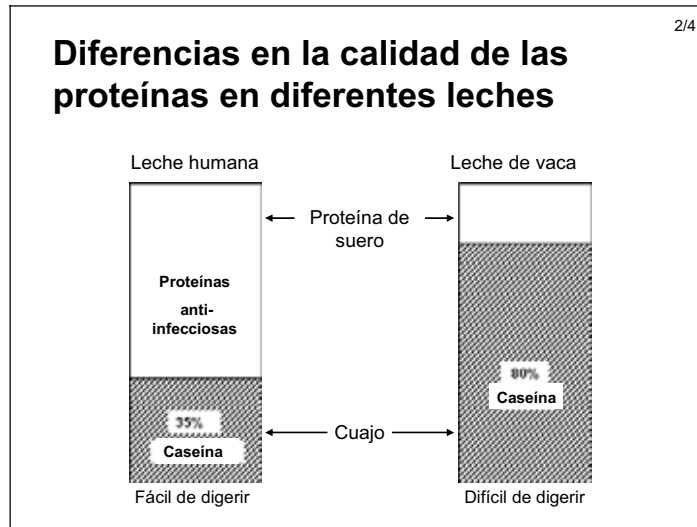 2/4
Diferencias en la calidad de las
proteínas en diferentes leches
Leche humana
Leche de vaca
Proteína de
suero
Proteínas
anti-
infecciosas
80%
Caseína
35%
Caseína
Cuajo
Fácil de digerir
Difícil de digerir